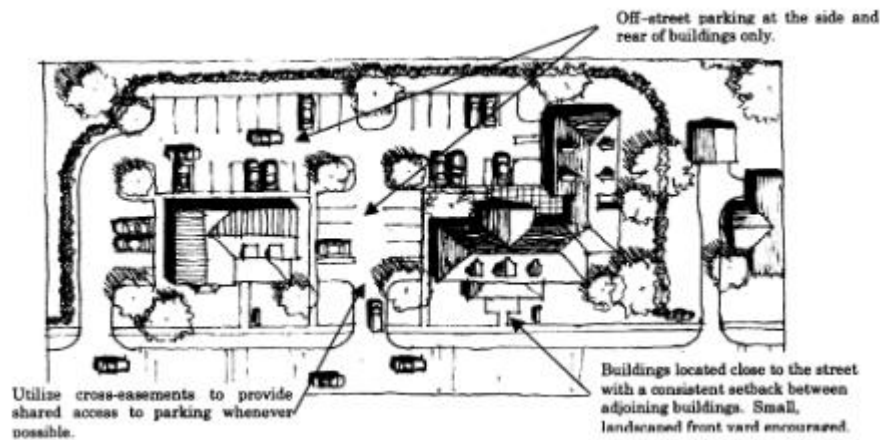 Off-street parking at the side and
rear of buildings only.
Utilize cross-easements to provide
shared access to parking whenever
possible.
Buildings located close to the street
with a consistent setback between
adjoining buildings. Small,
landscaped front yard encouraged.